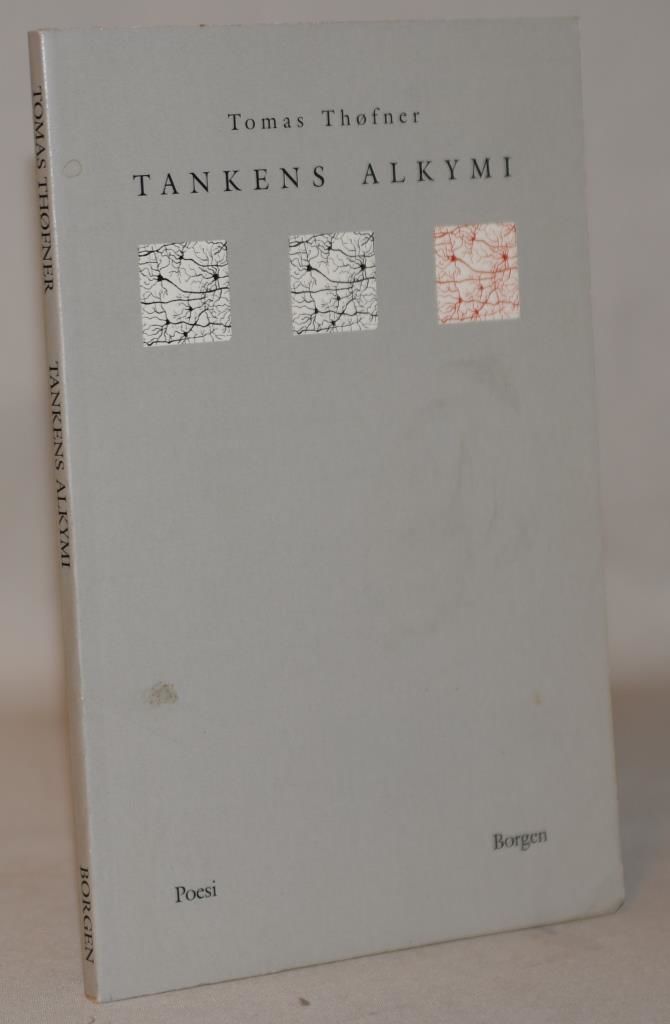 Tomas Thøfner
TANKENS ALKYMI
Poesi
Borgen
TOMAS THØFNER
TANKENS ALKYMI
BORGEN